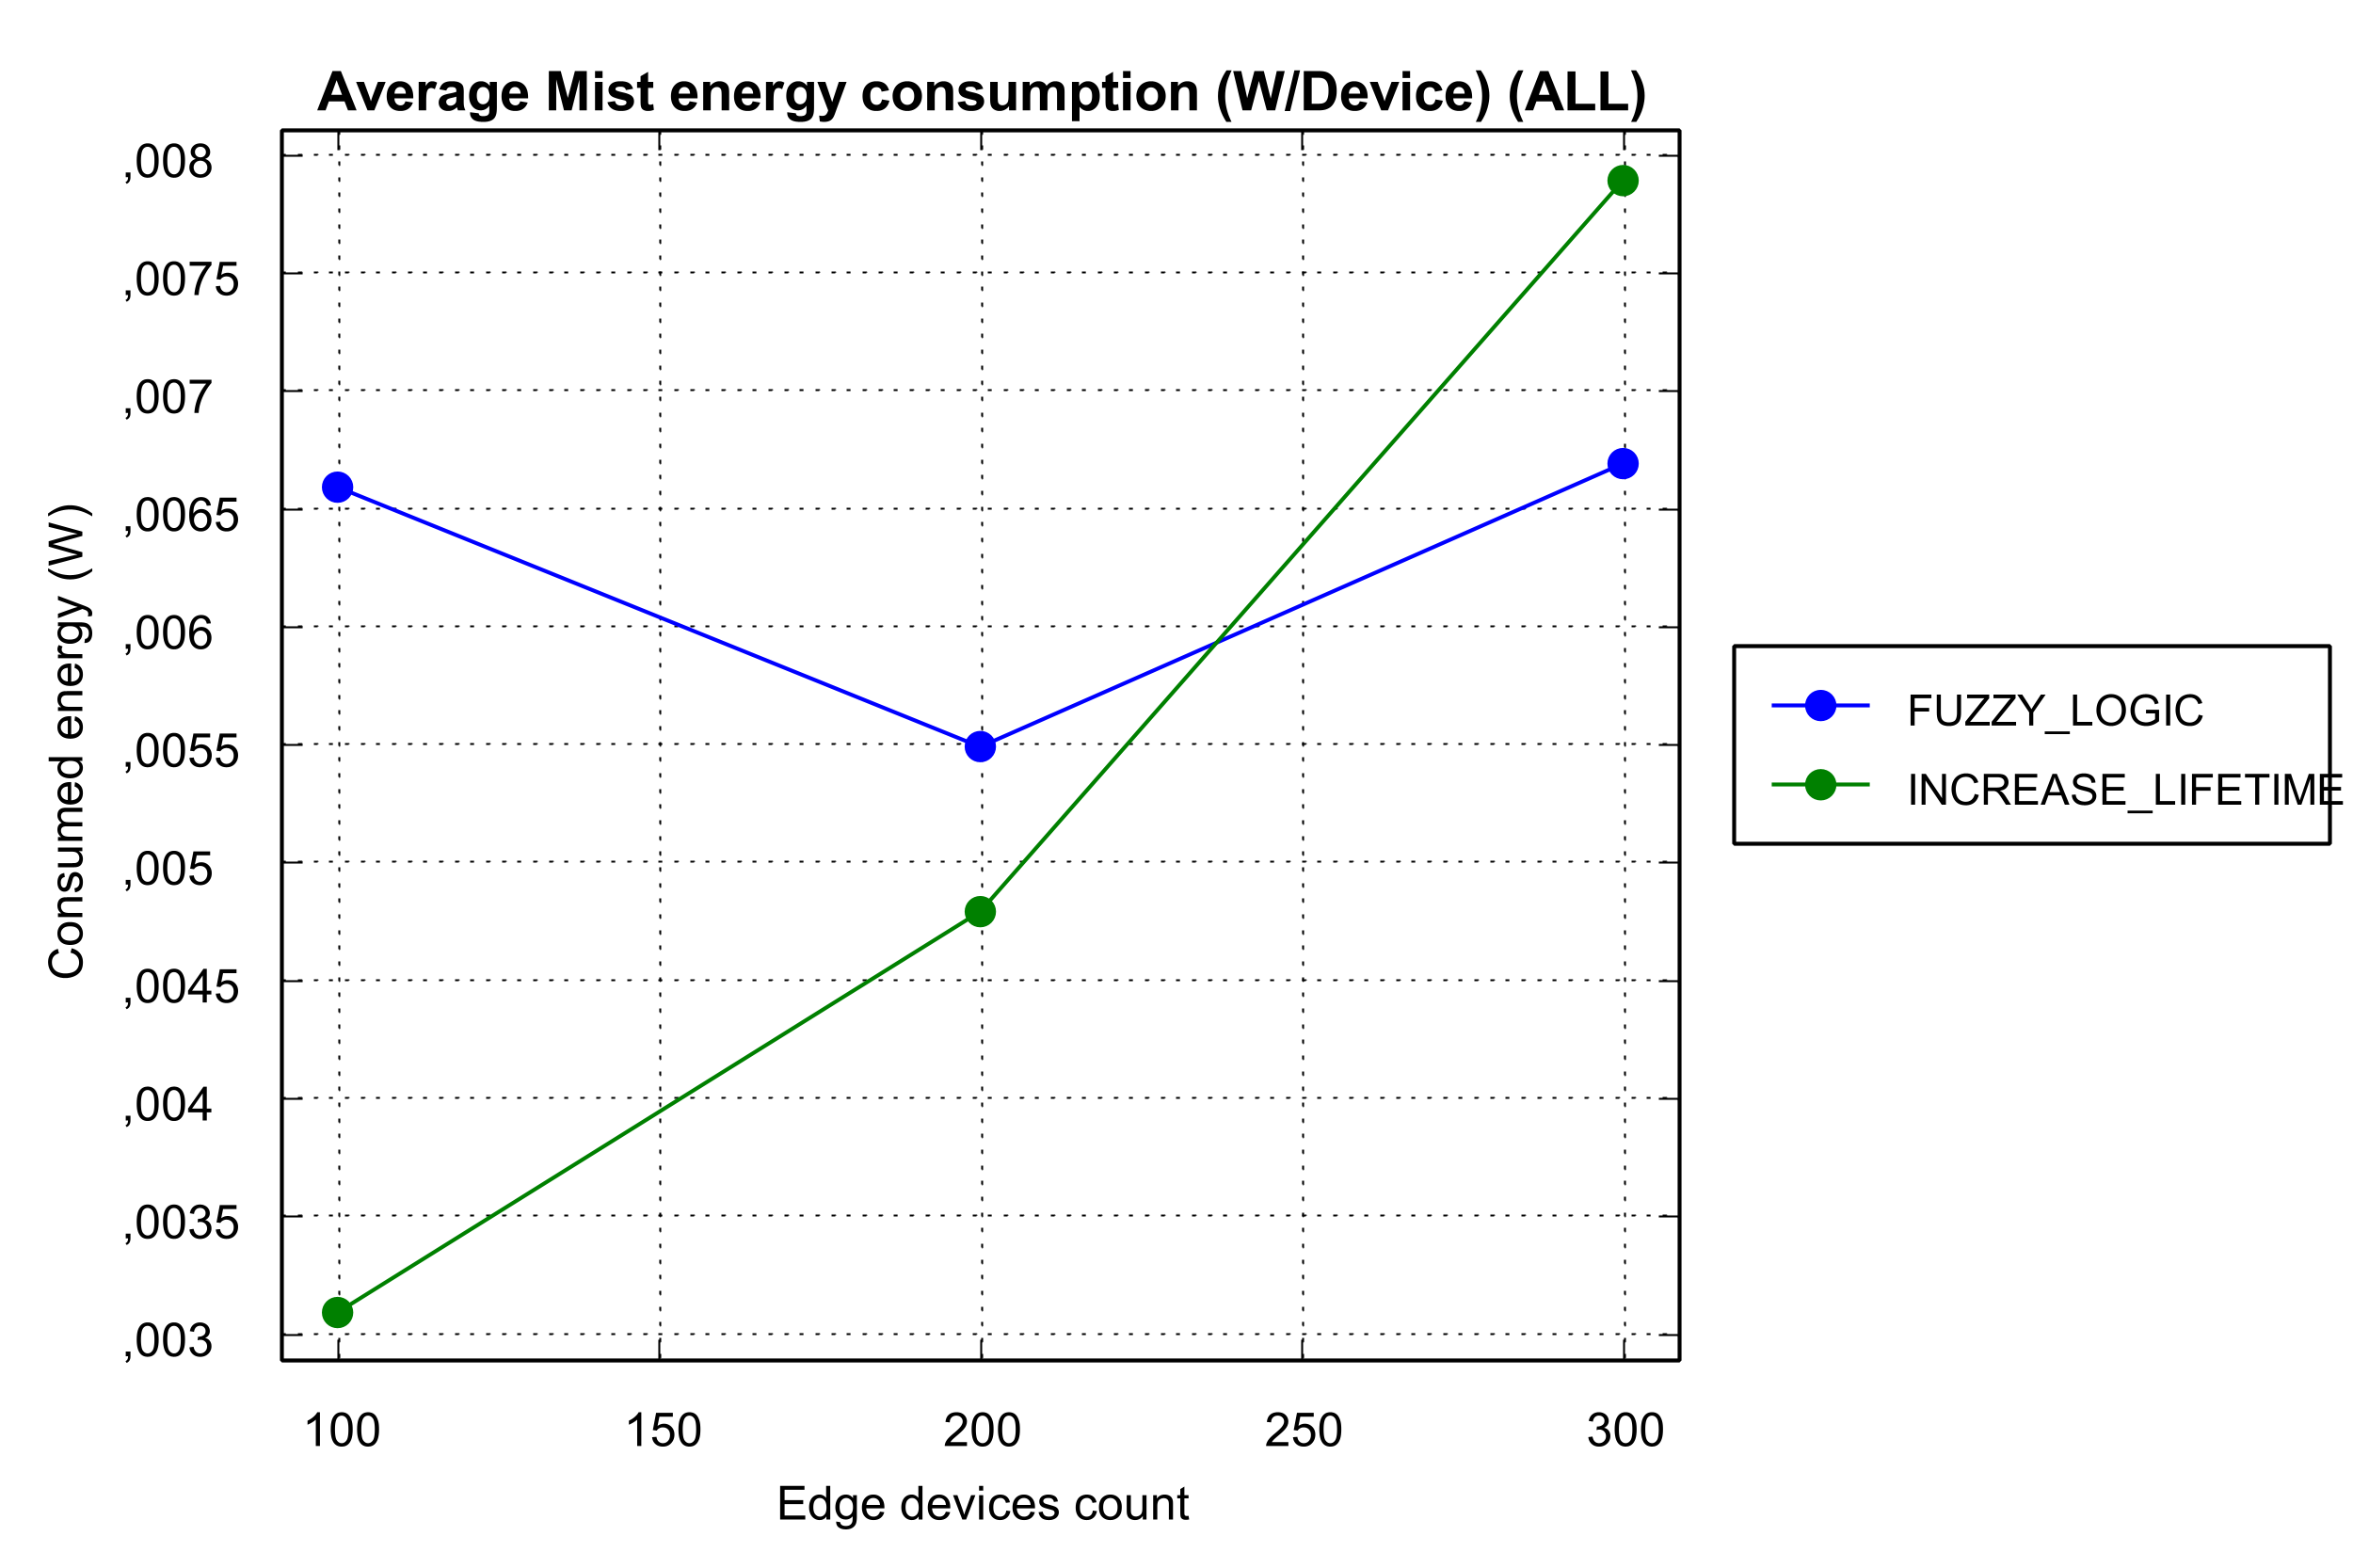 Average Mist energy consumption (W/Device) (ALL)
,008
,0075
,007
,0065
,006
,0055
,005
,0045
,004
,0035
,003
Consumed energy (W)
100 150 200 250 300
Edge devices count
FUZZY_LOGIC
INCREASE_LIFETIME